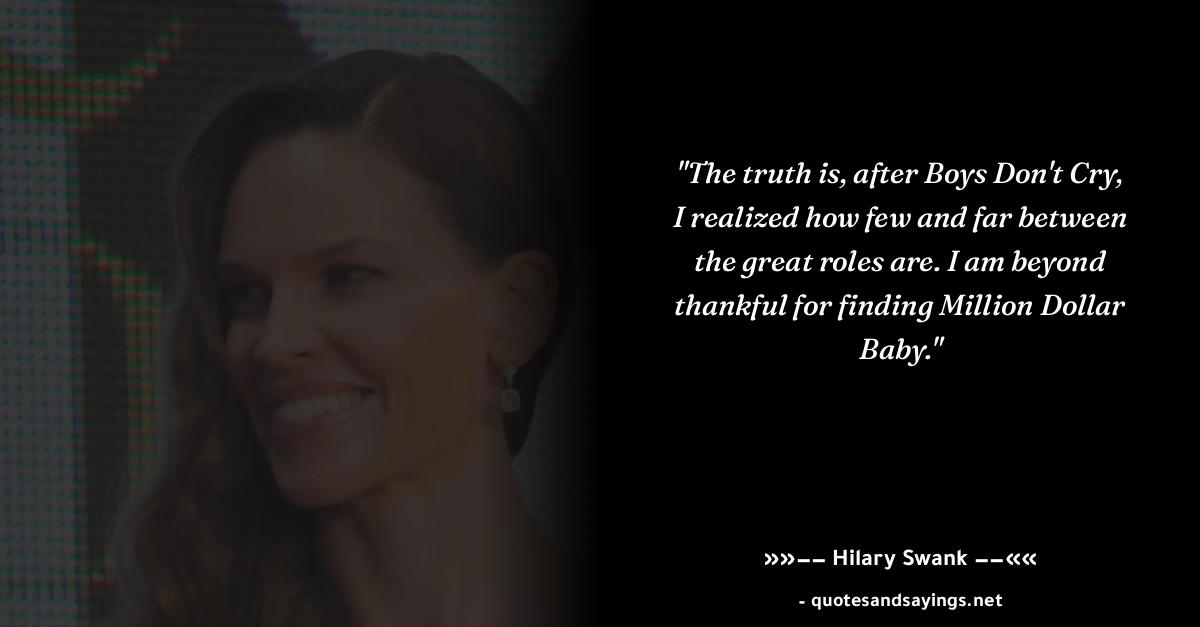 "The truth is, after Boys Don't Cry,
I realized how few and far between
the great roles are. I am beyond
thankful for finding Million Dollar
Baby."
»»–– Hilary Swank ––««
- quotesandsayings.net